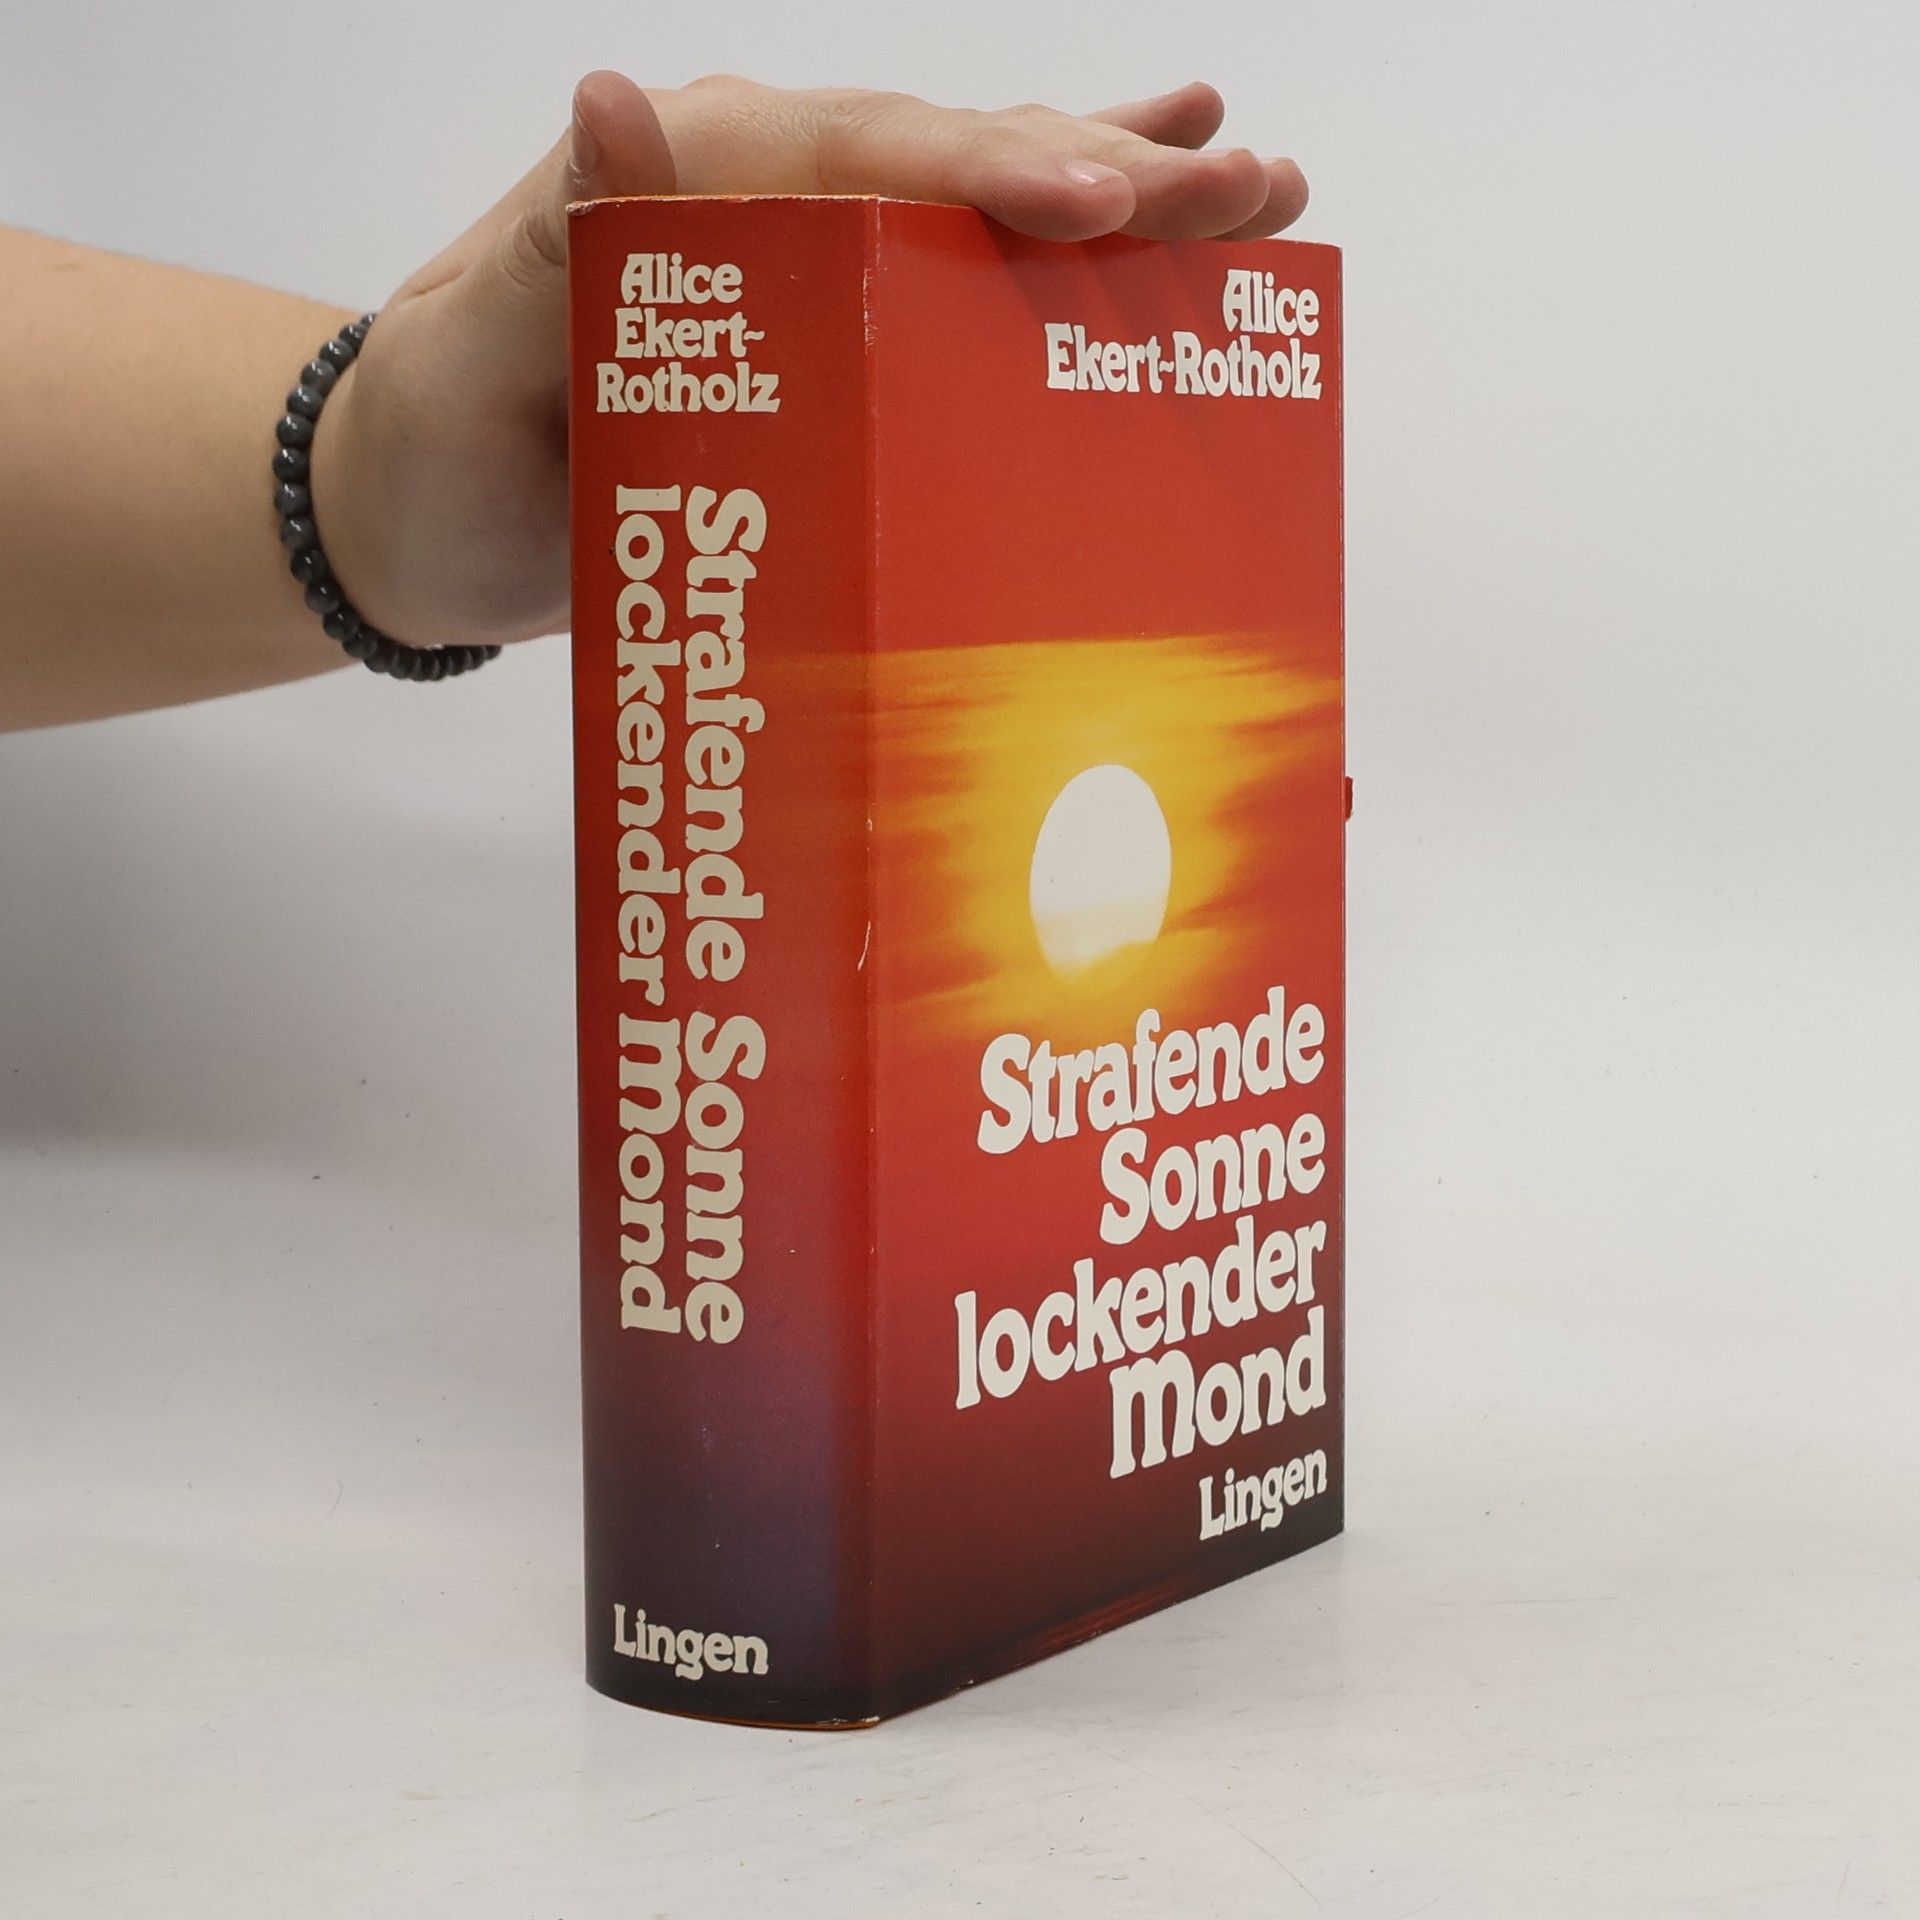 Alice
Ekert-
Rotholz
Strafende Sonne
lockender Mond
Lingen
Alice
Ekert-Rotholz
Strafende
Sonne
lockender
Mond
Lingen